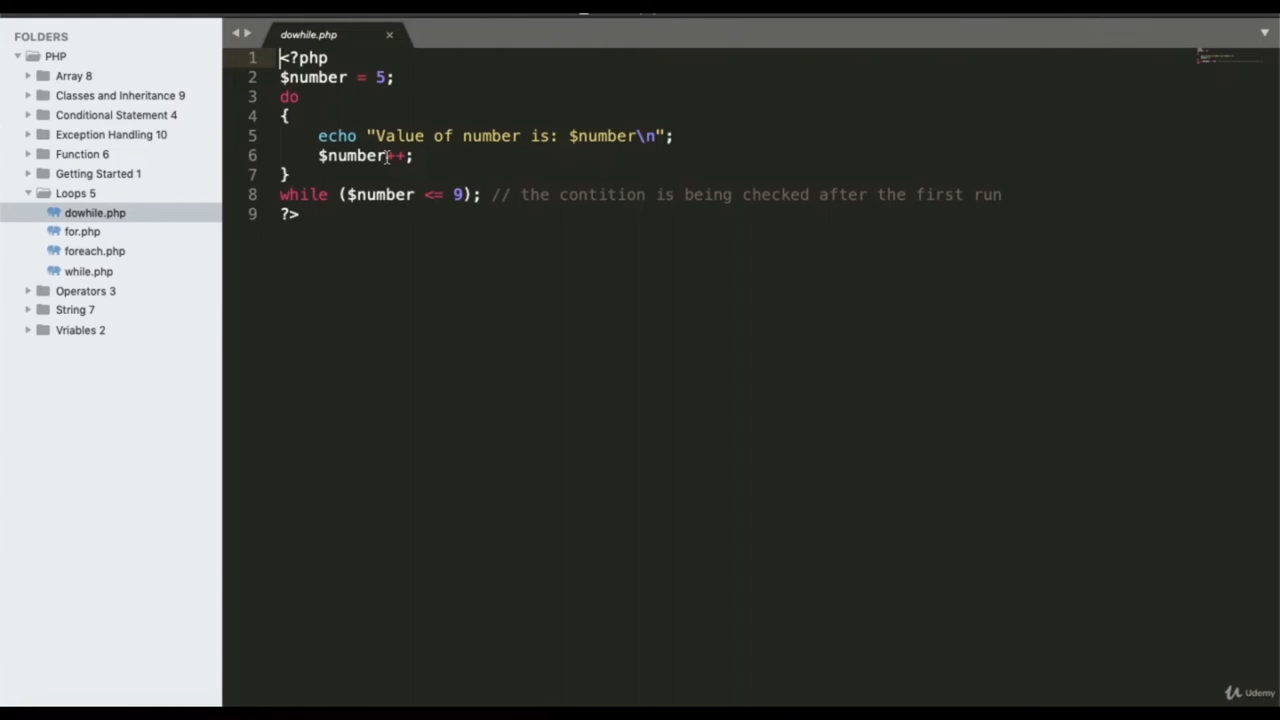 FOLDERS
PHP
Array 8
Classes and Inheritance 9
Conditional Statement 4
Exception Handling 10
Function 6
Getting Started 1
Loops 5
dowhile.php
for.php
foreach.php
while.php
Operators 3
String 7
Vriables 2
dowhile.php
1 <?php
2 $number = 5;
3 do
4 {
5 echo "Value of number is: $number\n";
6 $number++;
7 }
8 while ($number <= 9); // the contition is being checked after the first run
9 ?>
Udemy